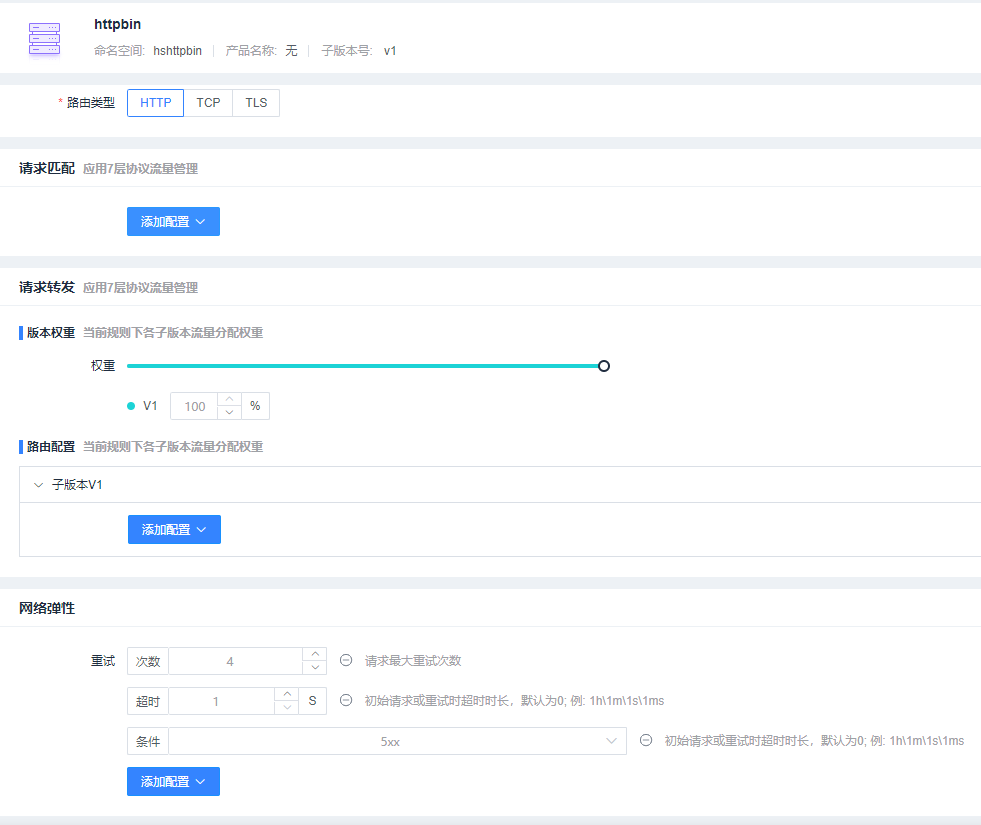 httpbin
命名空间: hshttpbin 产品名称: 无 子版本号: v1
* 路由类型 HTTP TCP TLS
请求匹配 应用7层协议流量管理
添加配置
请求转发 应用7层协议流量管理
版本权重 当前规则下各子版本流量分配权重
权重
V1 100 %
路由配置 当前规则下各子版本流量分配权重
子版本V1
添加配置
网络弹性
重试 次数 4 请求最大重试次数
超时 1 S 初始请求或重试时超时时长，默认为0; 例: 1h\1m\1s\1ms
条件 5xx 初始请求或重试时超时时长，默认为0; 例: 1h\1m\1s\1ms
添加配置